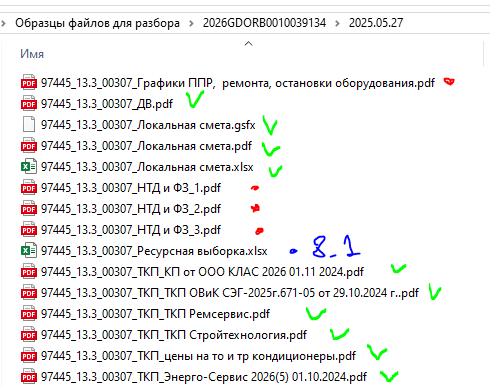 Образцы файлов для разбора > 2026GDORB0010039134 > 2025.05.27
Имя
97445_13.3_00307_Графики ППР, ремонта, остановки оборудования.pdf
97445_13.3_00307_ДВ.pdf
97445_13.3_00307_Локальная смета.gsfx
97445_13.3_00307_Локальная смета.pdf
97445_13.3_00307_Локальная смета.xlsx
97445_13.3_00307_НТД и ФЗ_1.pdf
97445_13.3_00307_НТД и ФЗ_2.pdf
97445_13.3_00307_НТД и ФЗ_3.pdf
97445_13.3_00307_Ресурсная выборка.xlsx 8_1
97445_13.3_00307_ТКП_КП от ООО КЛАС 2026 01.11 2024.pdf
97445_13.3_00307_ТКП_ТКП ОВиК СЭГ-2025г.671-05 от 29.10.2024 г..pdf
97445_13.3_00307_ТКП_ТКП Ремсервис.pdf
97445_13.3_00307_ТКП_ТКП Стройтехнология.pdf
97445_13.3_00307_ТКП_цены на то и тр кондиционеры.pdf
97445_13.3_00307_ТКП_Энерго-Сервис 2026(5) 01.10.2024.pdf